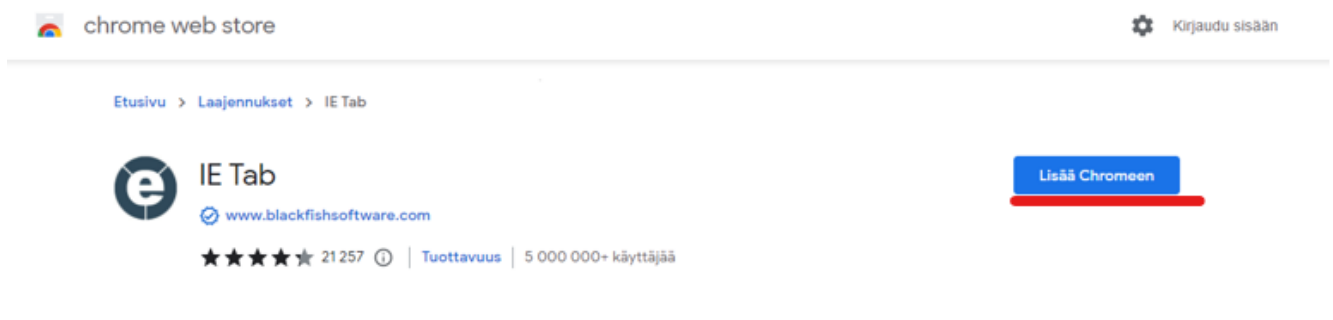 chrome web store Kirjaudu sisään
Etusivu > Laajennukset > IE Tab
IE Tab
Lisää Chromeen
www.blackfishsoftware.com
21 257 | Tuottavuus | 5 000 000+ käyttäjää